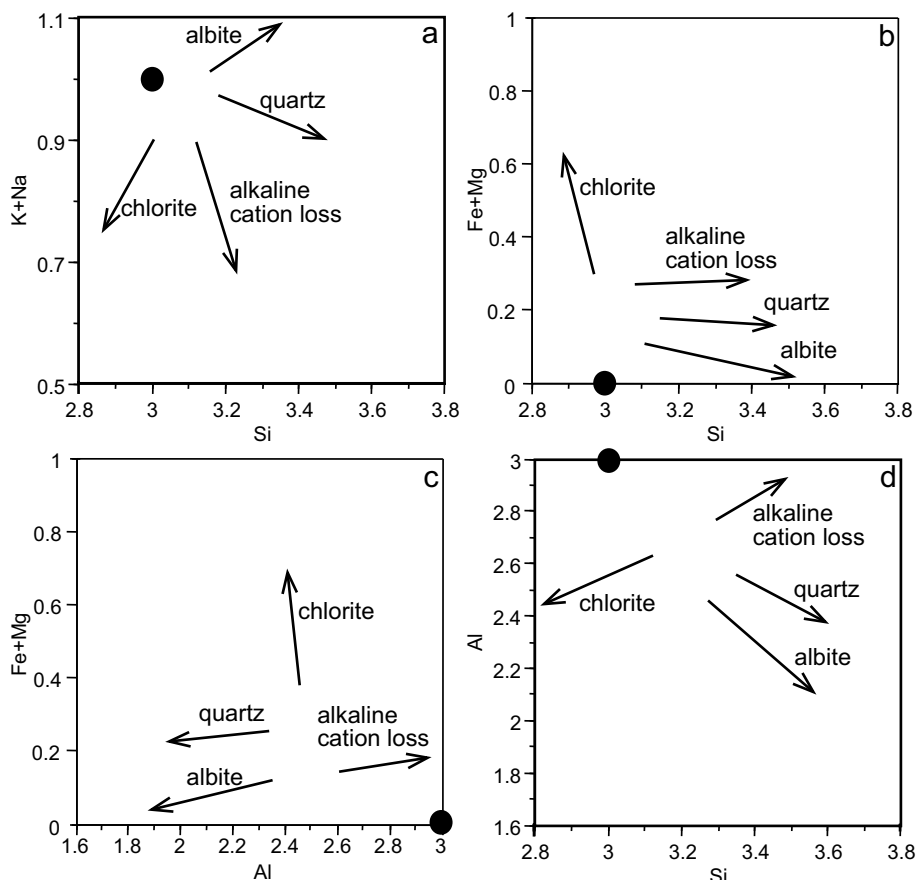 a
1.1
0.9
0.7
0.5
2.8
3
3.2
3.4
3.6
3.8
K+Na
Si
albite
quartz
chlorite
alkaline
cation loss
b
1
0.8
0.6
0.4
0.2
0
2.8
3
3.2
3.4
3.6
3.8
Fe+Mg
Si
chlorite
alkaline
cation loss
quartz
albite
c
1
0.8
0.6
0.4
0.2
0
1.6
1.8
2
2.2
2.4
2.6
2.8
3
Fe+Mg
Al
chlorite
quartz
alkaline
cation loss
albite
d
3
2.8
2.6
2.4
2.2
2
1.8
1.6
2.8
3
3.2
3.4
3.6
3.8
Al
Si
alkaline
cation loss
chlorite
quartz
albite